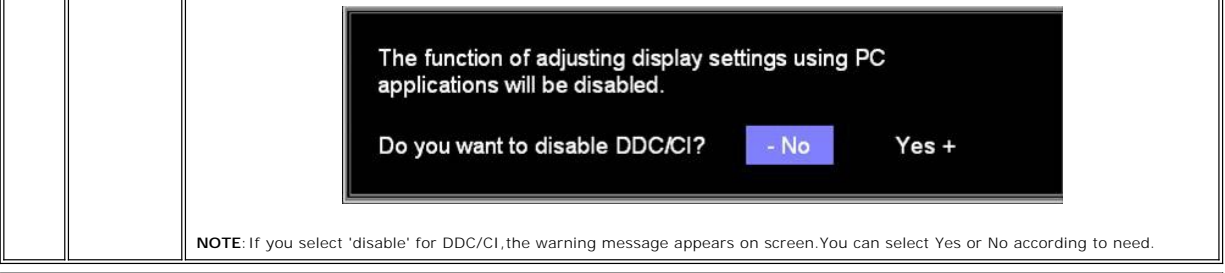 The function of adjusting display settings using PC
applications will be disabled.
Do you want to disable DDC/CI? - No Yes +
NOTE: If you select 'disable' for DDC/CI,the warning message appears on screen.You can select Yes or No according to need.